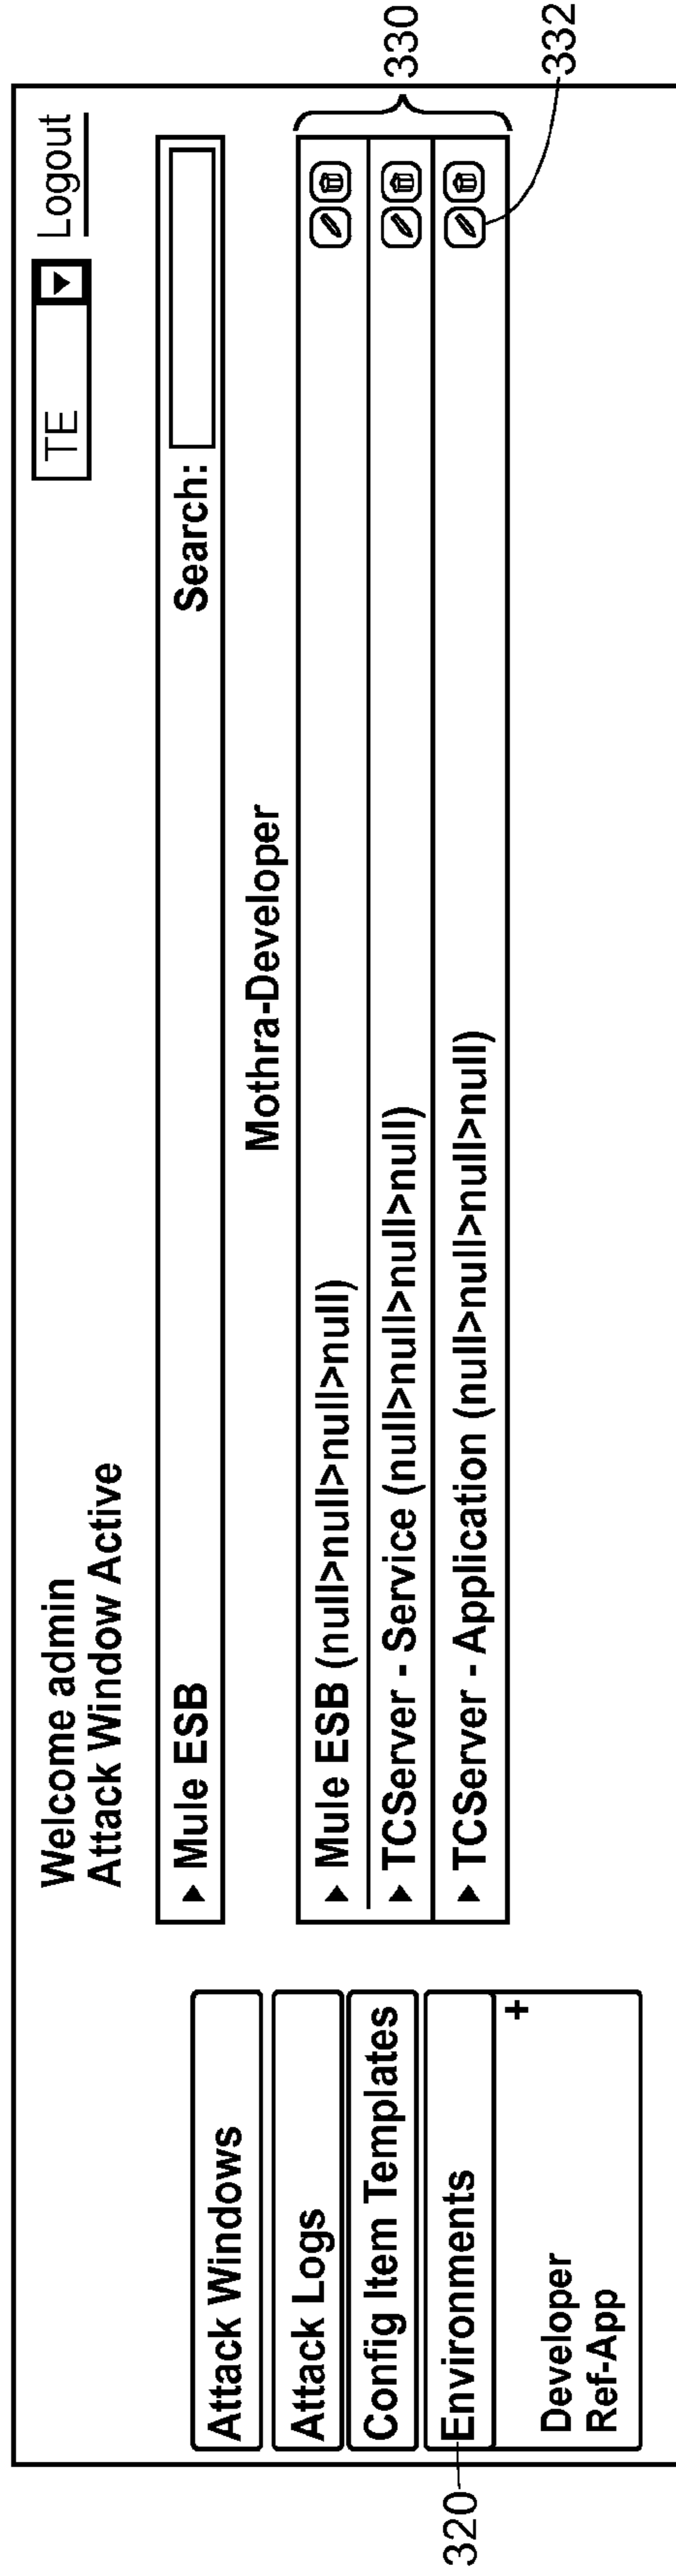 Welcome admin
Attack Window Active
TE
Logout
Mule ESB
Search:
Mothra-Developer
Mule ESB (null>null>null>null)
TCServer - Service (null>null>null>null)
TCServer - Application (null>null>null>null)
330
332
Attack Windows
Attack Logs
Config Item Templates
Environments
+
Developer
Ref-App
320